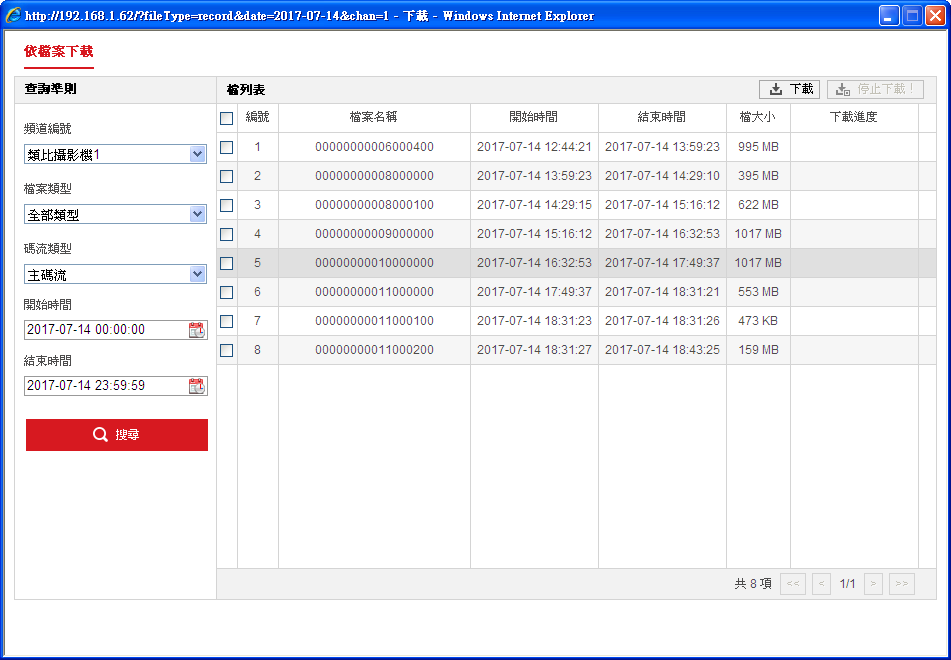 http://192.168.1.62/?fileType=record&date=2017-07-14&chan=1 - 下載 - Windows Internet Explorer
依檔案下載
查詢準則
頻道編號
類比攝影機1
檔案類型
全部類型
碼流類型
主碼流
開始時間
2017-07-14 00:00:00
結束時間
2017-07-14 23:59:59
搜尋
檔列表 下載 停止下載!
編號 檔案名稱 開始時間 結束時間 檔大小 下載進度
1 00000000006000400 2017-07-14 12:44:21 2017-07-14 13:59:23 995 MB
2 00000000008000000 2017-07-14 13:59:23 2017-07-14 14:29:10 395 MB
3 00000000008000100 2017-07-14 14:29:15 2017-07-14 15:16:12 622 MB
4 00000000009000000 2017-07-14 15:16:12 2017-07-14 16:32:53 1017 MB
5 00000000010000000 2017-07-14 16:32:53 2017-07-14 17:49:37 1017 MB
6 00000000011000000 2017-07-14 17:49:37 2017-07-14 18:31:21 553 MB
7 00000000011000100 2017-07-14 18:31:23 2017-07-14 18:31:26 473 KB
8 00000000011000200 2017-07-14 18:31:27 2017-07-14 18:43:25 159 MB
共 8 項 << < 1/1 > >>